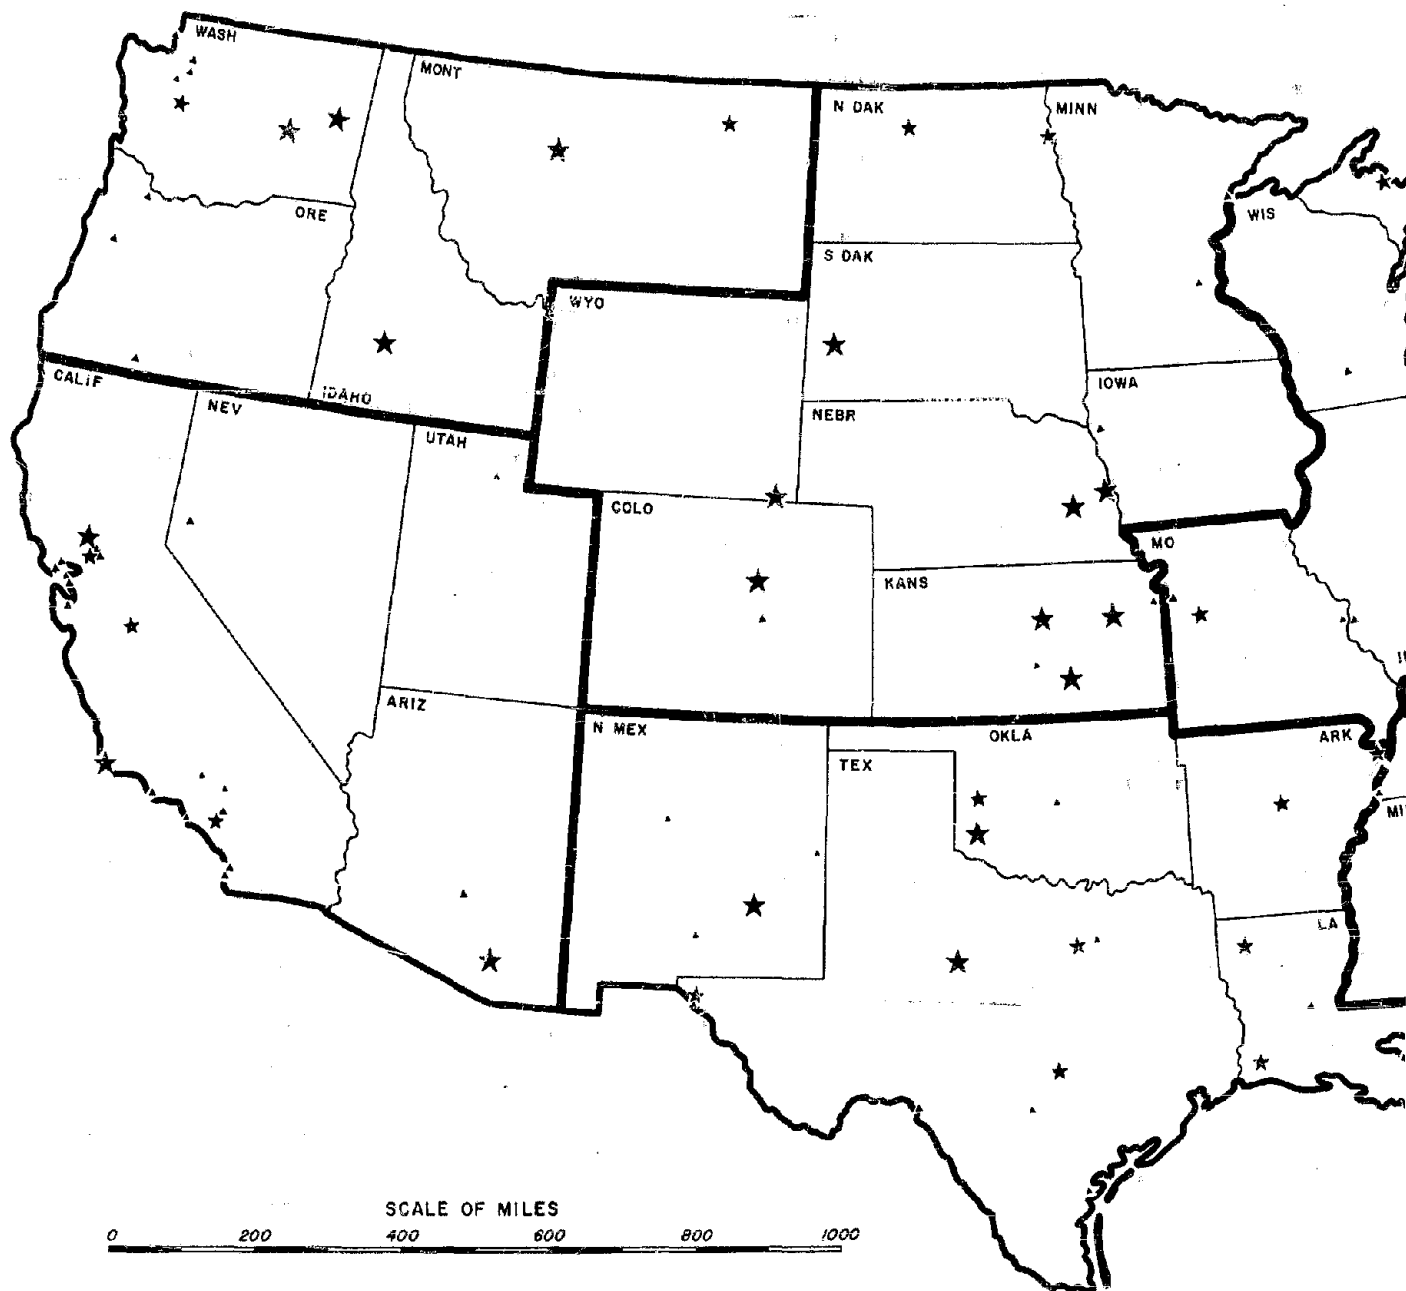 WASH
MONT
N DAK
MINN
ORE
WIS
S DAK
WYO
CALIF
NEV
IDAHO
UTAH
IOWA
NEBR
COLO
MO
KANS
ARIZ
N MEX
OKLA
ARK
TEX
LA
SCALE OF MILES
0 200 400 600 800 1000